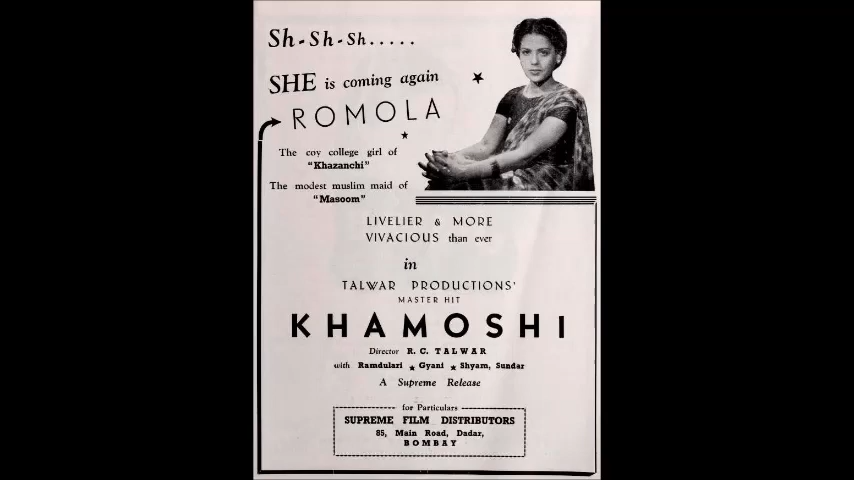 Sh-Sh-Sh.....
SHE is coming again
ROMOLA
The coy college girl of
"Khazanchi"
The modest muslim maid of
"Masoom"
LIVELIER & MORE
VIVACIOUS than ever
in
TALWAR PRODUCTIONS'
MASTER HIT
KHAMOSHI
Director R. C. TALWAR
with Ramdulari ★ Gyani ★ Shyam, Sundar
A Supreme Release
for Particulars
SUPREME FILM DISTRIBUTORS
85, Main Road, Dadar,
BOMBAY